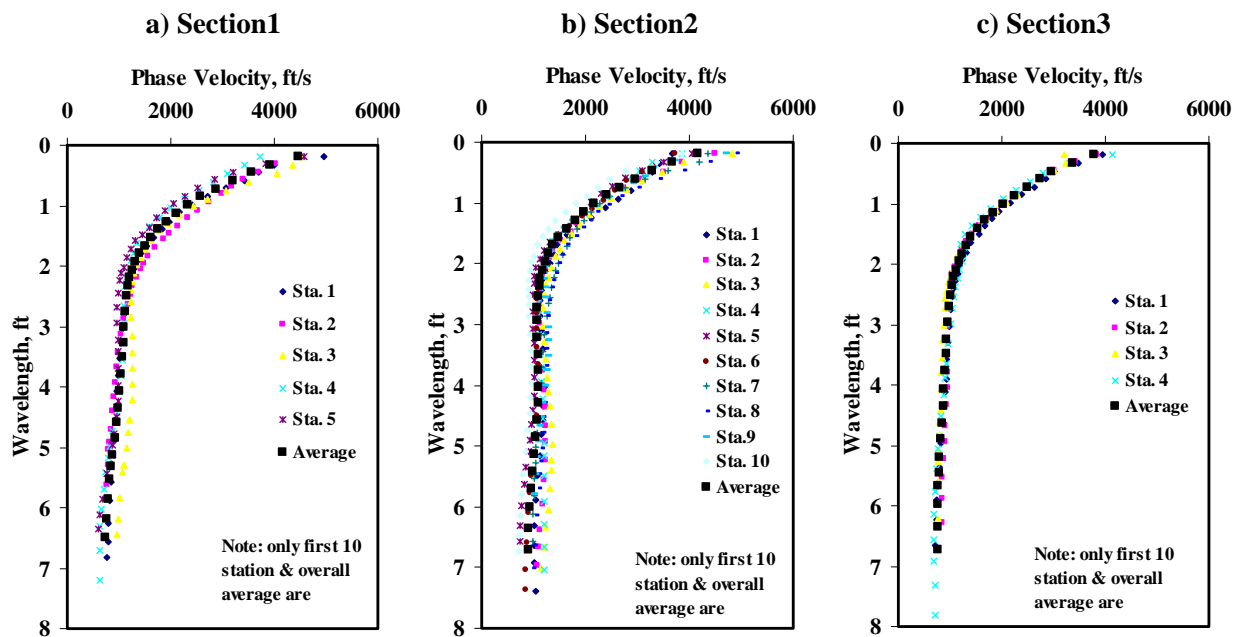 a) Section1
Phase Velocity, ft/s
0 2000 4000 6000
0
1
2
3
4
5
6
7
8
Wavelength, ft
Sta. 1
Sta. 2
Sta. 3
Sta. 4
Sta. 5
Average
Note: only first 10
station & overall
average are
b) Section2
Phase Velocity, ft/s
0 2000 4000 6000
0
1
2
3
4
5
6
7
8
Wavelength, ft
Sta. 1
Sta. 2
Sta. 3
Sta. 4
Sta. 5
Sta. 6
Sta. 7
Sta. 8
Sta.9
Sta. 10
Average
Note: only first 10
station & overall
average are
c) Section3
Phase Velocity, ft/s
0 2000 4000 6000
0
1
2
3
4
5
6
7
8
Wavelength, ft
Sta. 1
Sta. 2
Sta. 3
Sta. 4
Average
Note: only first 10
station & overall
average are